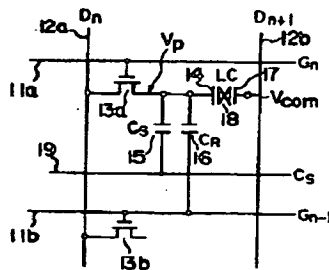 Dn Dn+1
12a 12b
Vp 14 LC 17
Gn
11a 13a 18 Vcom
Cs CR
19 15 16
Cs
Gn-1
11b 13b